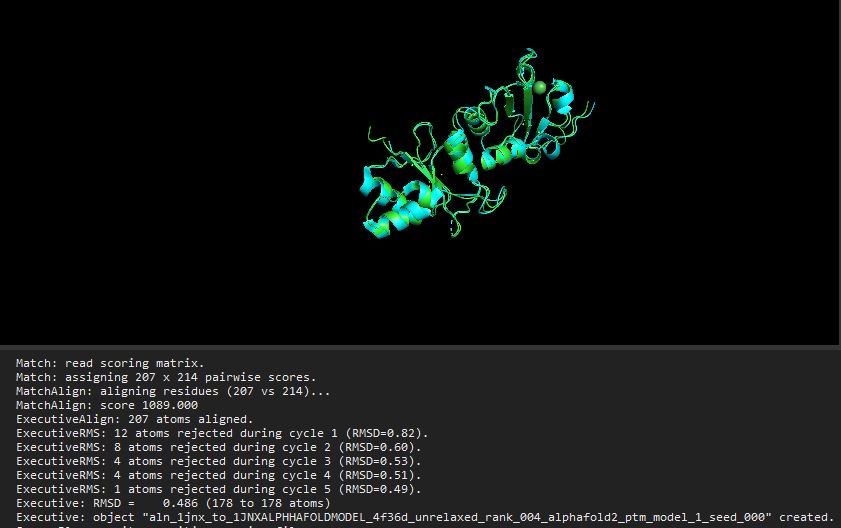 Match: read scoring matrix.
Match: assigning 207 x 214 pairwise scores.
MatchAlign: aligning residues (207 vs 214)...
MatchAlign: score 1089.000
ExecutiveAlign: 207 atoms aligned.
ExecutiveRMS: 12 atoms rejected during cycle 1 (RMSD=0.82).
ExecutiveRMS: 8 atoms rejected during cycle 2 (RMSD=0.60).
ExecutiveRMS: 4 atoms rejected during cycle 3 (RMSD=0.53).
ExecutiveRMS: 4 atoms rejected during cycle 4 (RMSD=0.51).
ExecutiveRMS: 1 atoms rejected during cycle 5 (RMSD=0.49).
Executive: RMSD =    0.486 (178 to 178 atoms)
Executive: object "aln_1jnx_to_1JNXALPHHAFOLDMODEL_4f36d_unrelaxed_rank_004_alphafold2_ptm_model_1_seed_000" created.